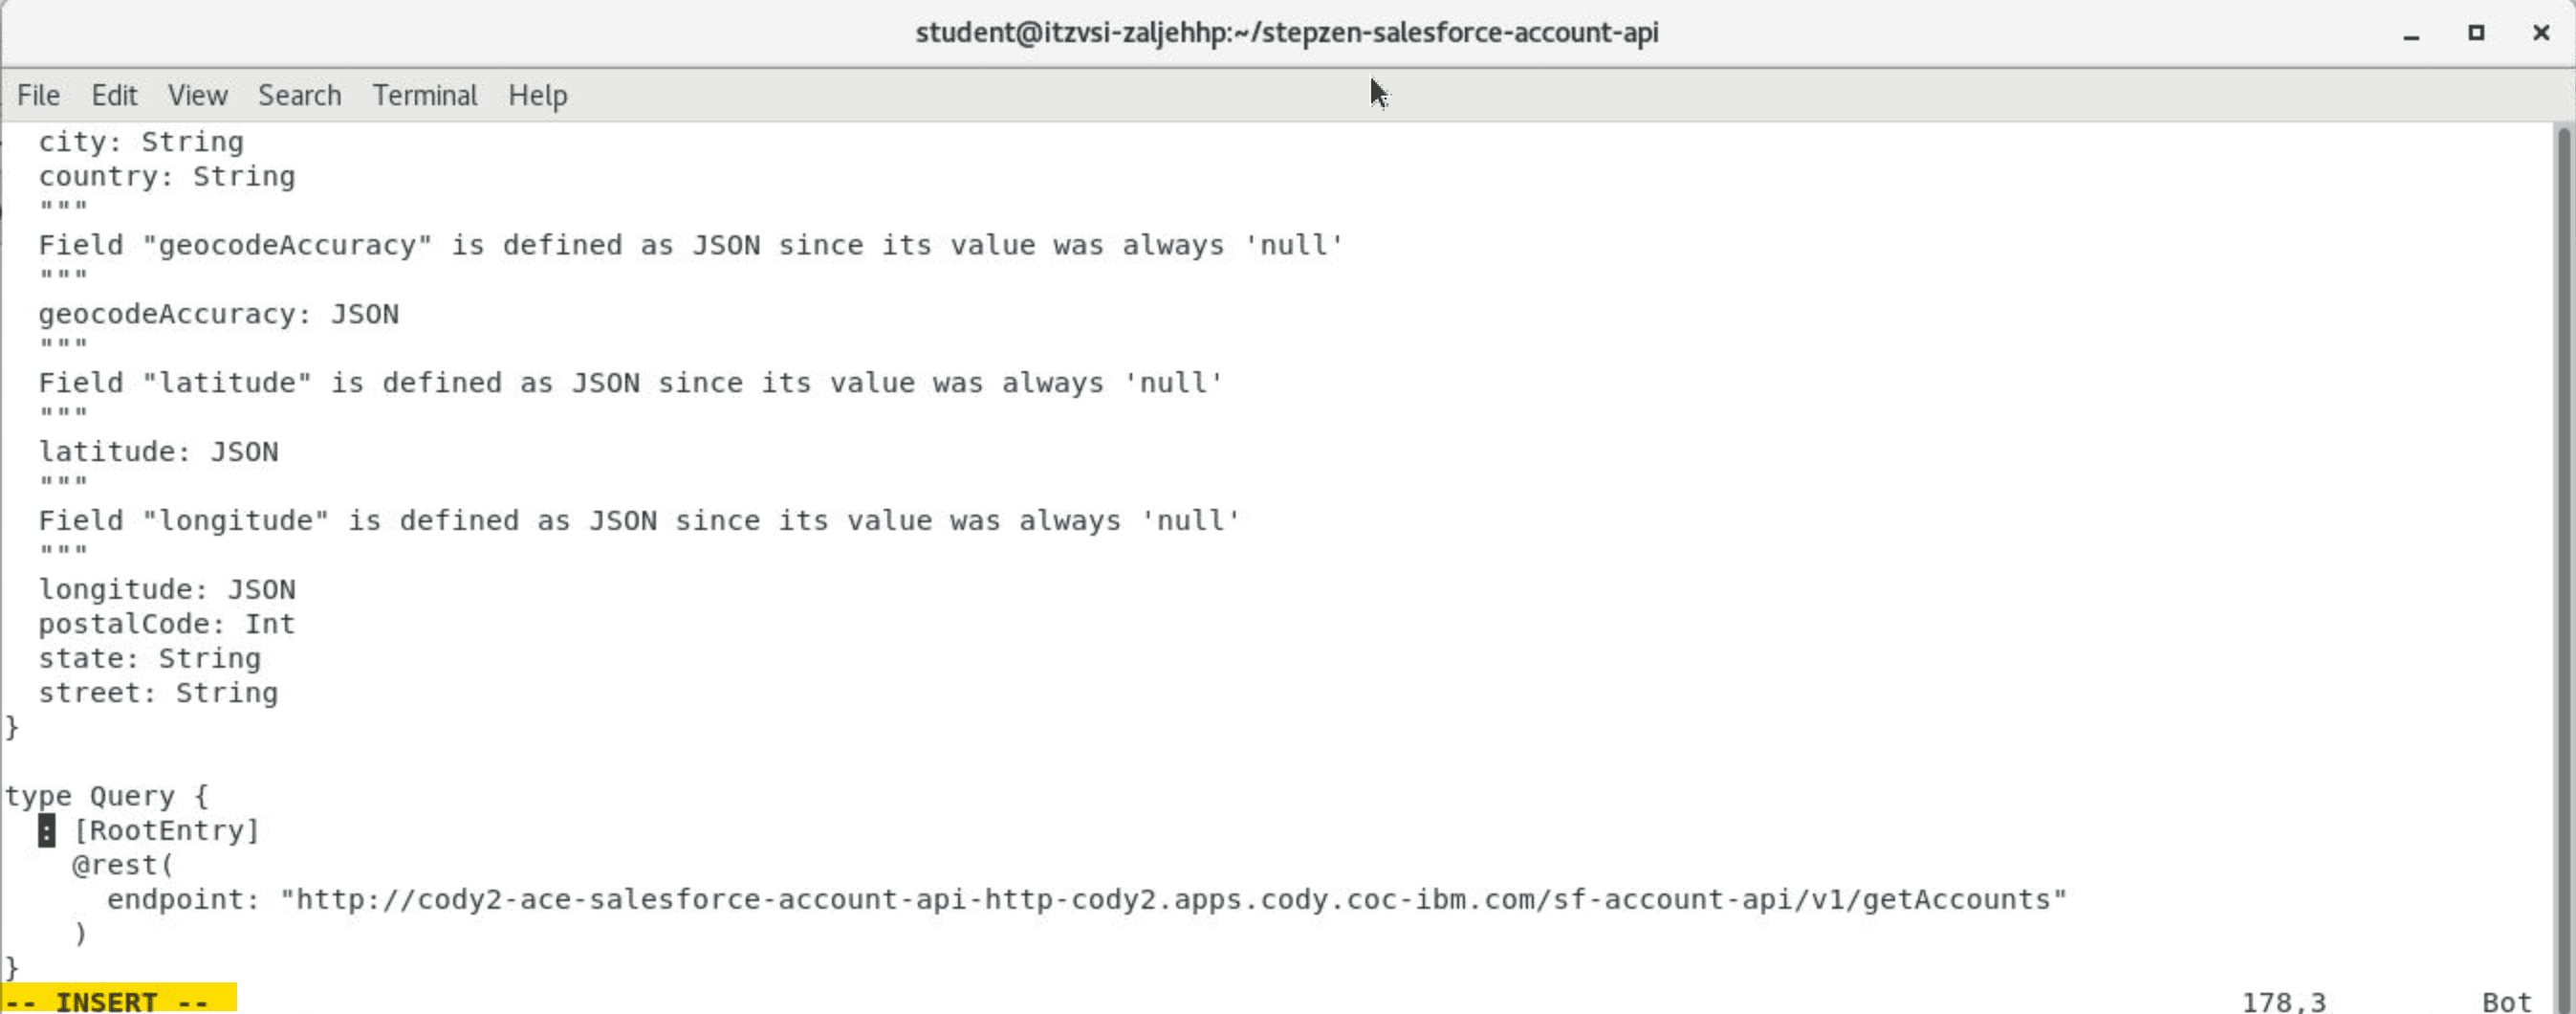 student@itzvsi-zaljehhp:~/stepzen-salesforce-account-api
File Edit View Search Terminal Help
  city: String
  country: String
  """
  Field "geocodeAccuracy" is defined as JSON since its value was always 'null'
  """
  geocodeAccuracy: JSON
  """
  Field "latitude" is defined as JSON since its value was always 'null'
  """
  latitude: JSON
  """
  Field "longitude" is defined as JSON since its value was always 'null'
  """
  longitude: JSON
  postalCode: Int
  state: String
  street: String
}

type Query {
  : [RootEntry]
    @rest(
      endpoint: "http://cody2-ace-salesforce-account-api-http-cody2.apps.cody.coc-ibm.com/sf-account-api/v1/getAccounts"
    )
}
-- INSERT -- 178,3 Bot